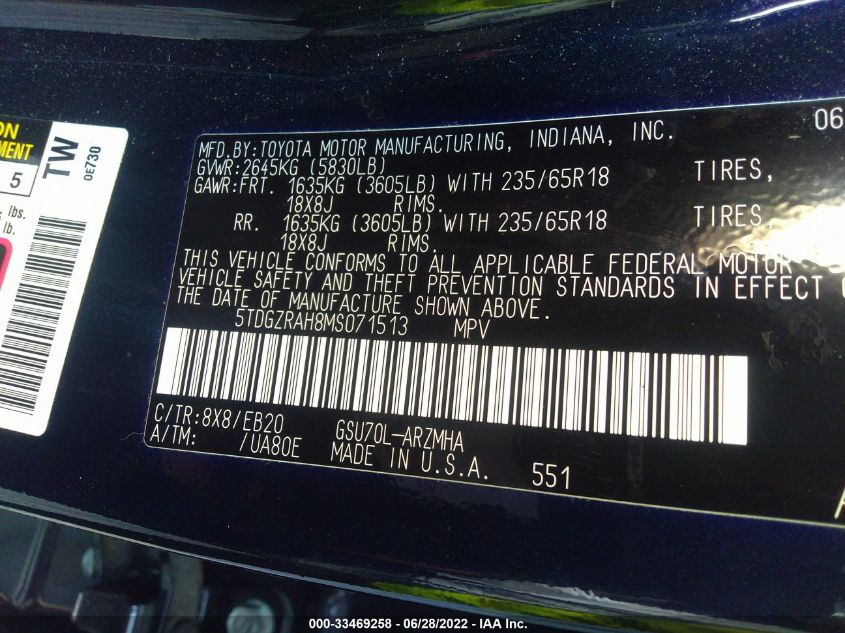 ON
MENT
5
lbs.
lb.
TW
0E730
06
MFD.BY:TOYOTA MOTOR MANUFACTURING, INDIANA, INC.
GVWR:2645KG (5830LB)
GAWR:FRT. 1635KG (3605LB) WITH 235/65R18 TIRES,
18X8J RIMS.
RR. 1635KG (3605LB) WITH 235/65R18 TIRES
18X8J RIMS.
THIS VEHICLE CONFORMS TO ALL APPLICABLE FEDERAL MOTOR
VEHICLE SAFETY AND THEFT PREVENTION STANDARDS IN EFFECT
THE DATE OF MANUFACTURE SHOWN ABOVE.
5TDGZRAH8MS071513 MPV
C/TR:8X8/EB20 GSU70L-ARZMHA
A/TM: /UA80E MADE IN U.S.A. 551
000-33469258 - 06/28/2022 - IAA Inc.